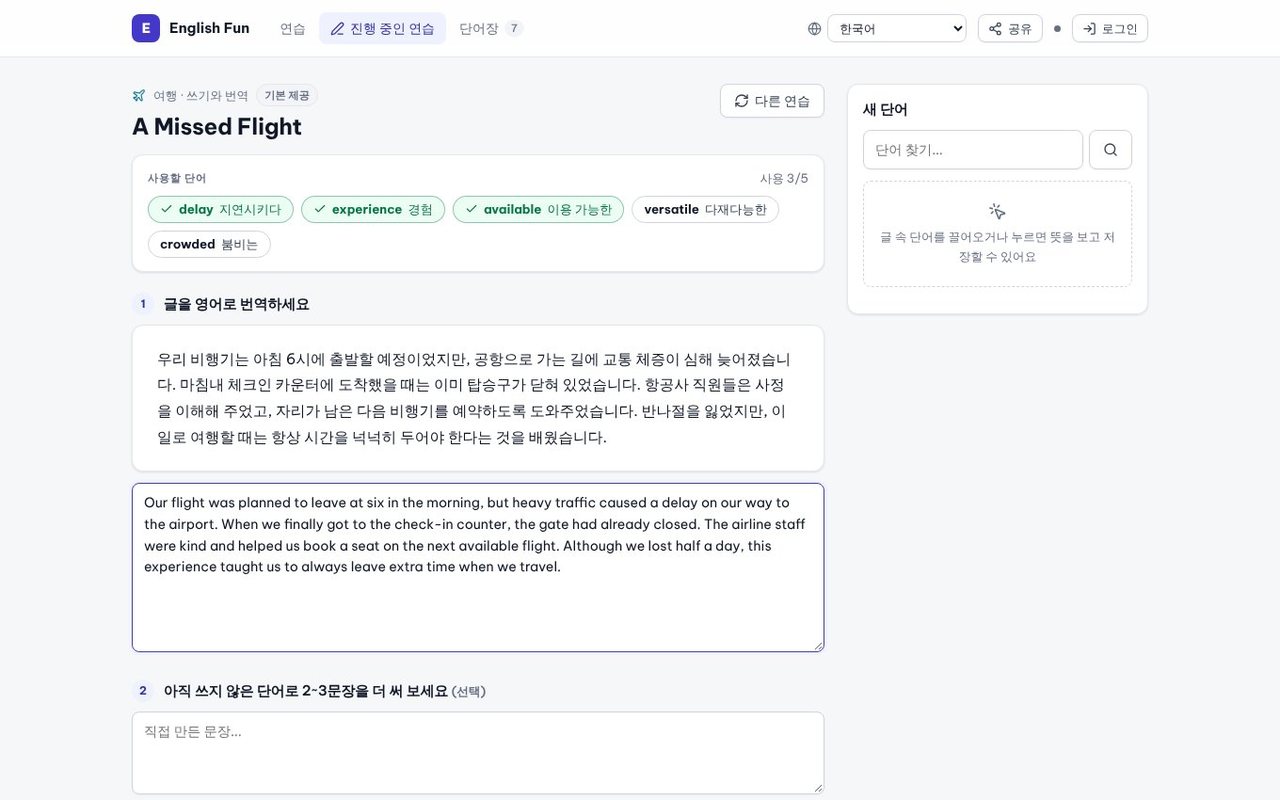 E English Fun 연습 진행 중인 연습 단어장 7 한국어 공유 로그인
여행 · 쓰기와 번역 기본 제공
다른 연습
A Missed Flight
사용할 단어 사용 3/5
delay 지연시키다 experience 경험 available 이용 가능한 versatile 다재다능한
crowded 붐비는
1 글을 영어로 번역하세요
우리 비행기는 아침 6시에 출발할 예정이었지만, 공항으로 가는 길에 교통 체증이 심해 늦어졌습니
다. 마침내 체크인 카운터에 도착했을 때는 이미 탑승구가 닫혀 있었습니다. 항공사 직원들은 사정
을 이해해 주었고, 자리가 남은 다음 비행기를 예약하도록 도와주었습니다. 반나절을 잃었지만, 이
일로 여행할 때는 항상 시간을 넉넉히 두어야 한다는 것을 배웠습니다.
Our flight was planned to leave at six in the morning, but heavy traffic caused a delay on our way to
the airport. When we finally got to the check-in counter, the gate had already closed. The airline staff
were kind and helped us book a seat on the next available flight. Although we lost half a day, this
experience taught us to always leave extra time when we travel.
2 아직 쓰지 않은 단어로 2~3문장을 더 써 보세요 (선택)
직접 만든 문장...
새 단어
단어 찾기...
글 속 단어를 끌어오거나 누르면 뜻을 보고 저
장할 수 있어요